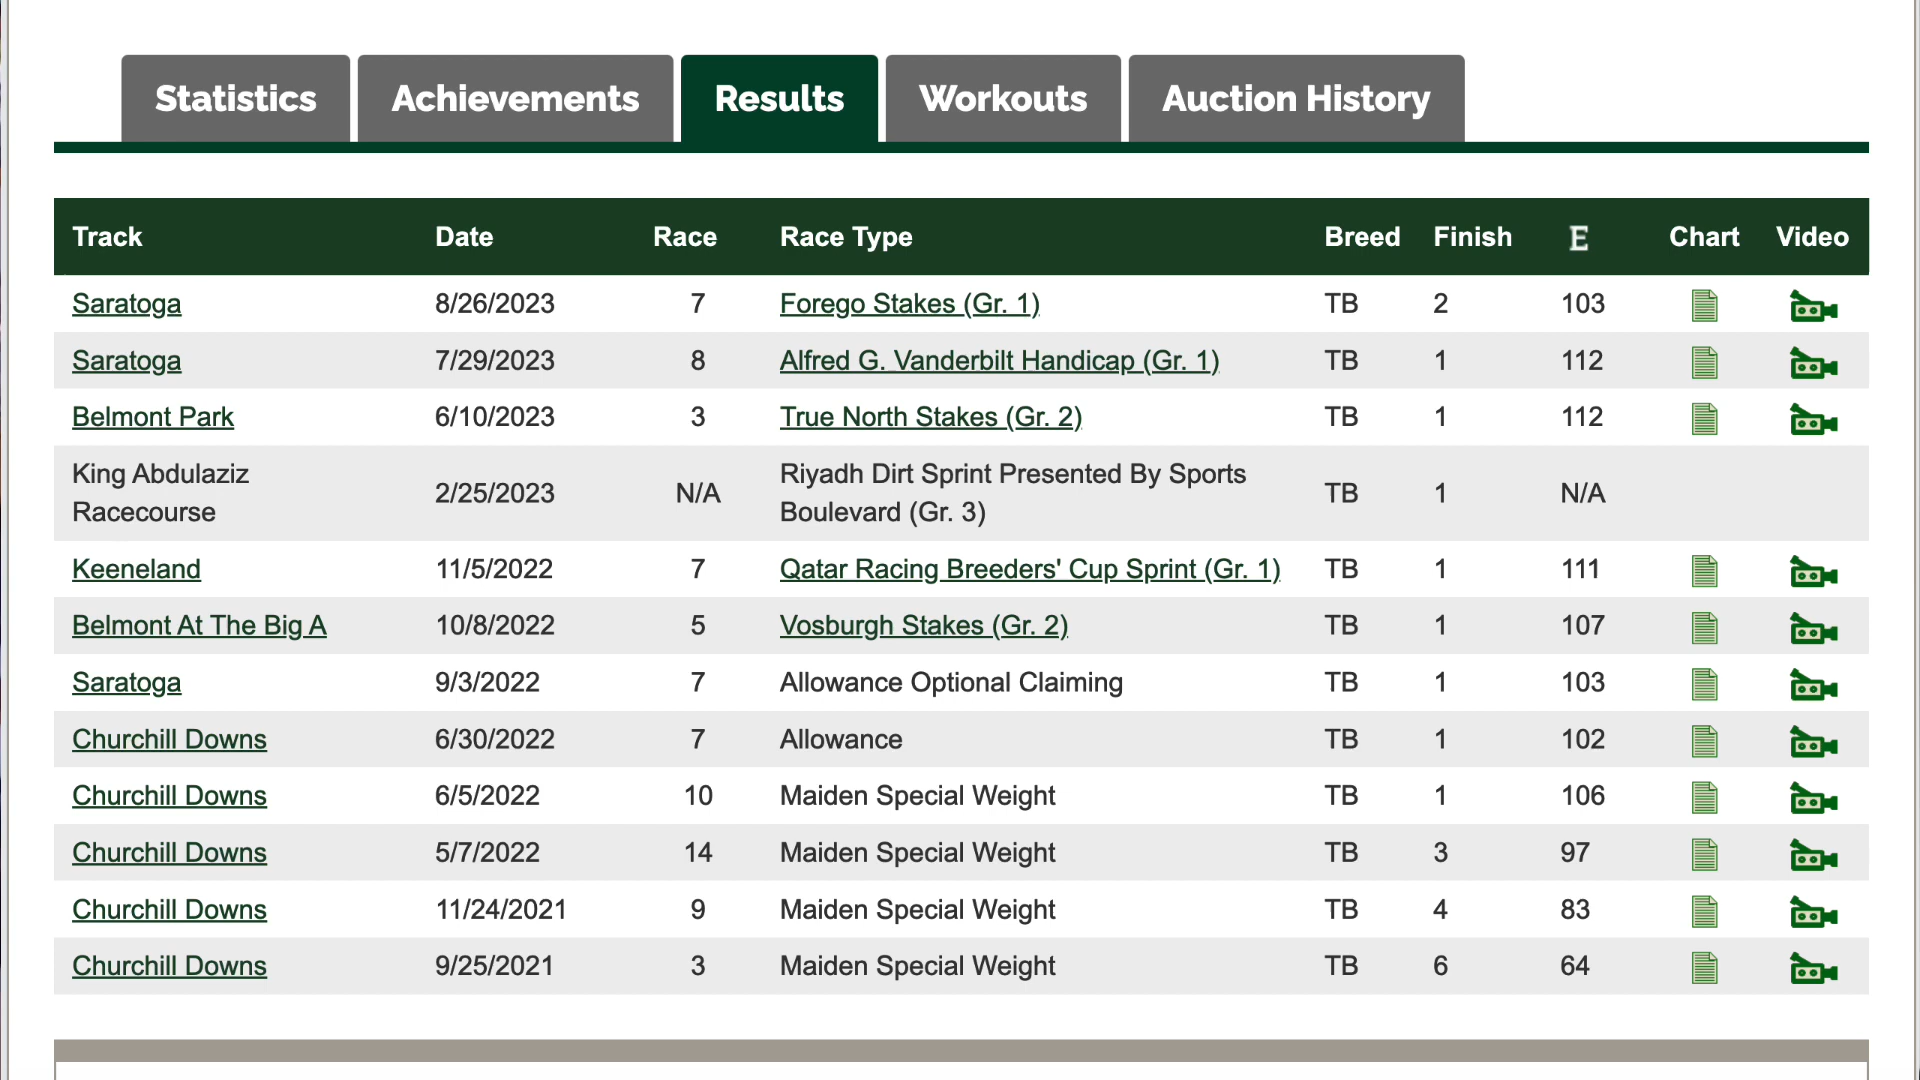 Statistics Achievements Results Workouts Auction History
Track Date Race Race Type Breed Finish E Chart Video
Saratoga 8/26/2023 7 Forego Stakes (Gr. 1) TB 2 103
Saratoga 7/29/2023 8 Alfred G. Vanderbilt Handicap (Gr. 1) TB 1 112
Belmont Park 6/10/2023 3 True North Stakes (Gr. 2) TB 1 112
King Abdulaziz Racecourse 2/25/2023 N/A Riyadh Dirt Sprint Presented By Sports Boulevard (Gr. 3) TB 1 N/A
Keeneland 11/5/2022 7 Qatar Racing Breeders' Cup Sprint (Gr. 1) TB 1 111
Belmont At The Big A 10/8/2022 5 Vosburgh Stakes (Gr. 2) TB 1 107
Saratoga 9/3/2022 7 Allowance Optional Claiming TB 1 103
Churchill Downs 6/30/2022 7 Allowance TB 1 102
Churchill Downs 6/5/2022 10 Maiden Special Weight TB 1 106
Churchill Downs 5/7/2022 14 Maiden Special Weight TB 3 97
Churchill Downs 11/24/2021 9 Maiden Special Weight TB 4 83
Churchill Downs 9/25/2021 3 Maiden Special Weight TB 6 64